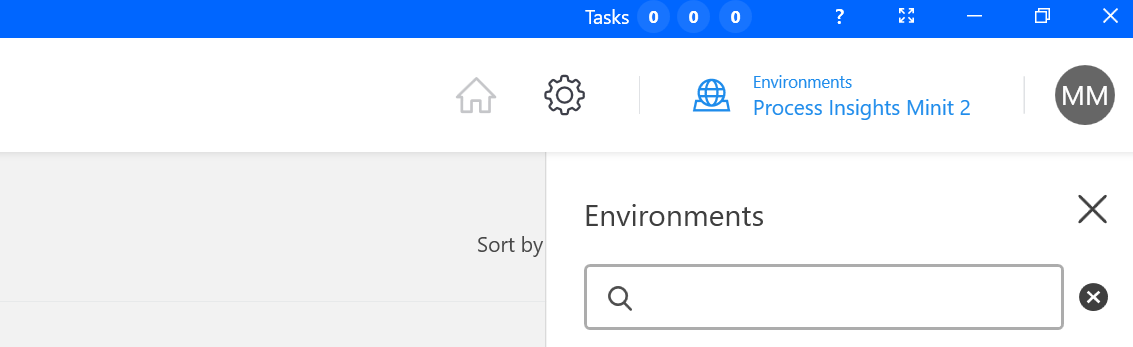 Tasks 0 0 0 ?
Environments
Process Insights Minit 2
MM
Environments
Sort by